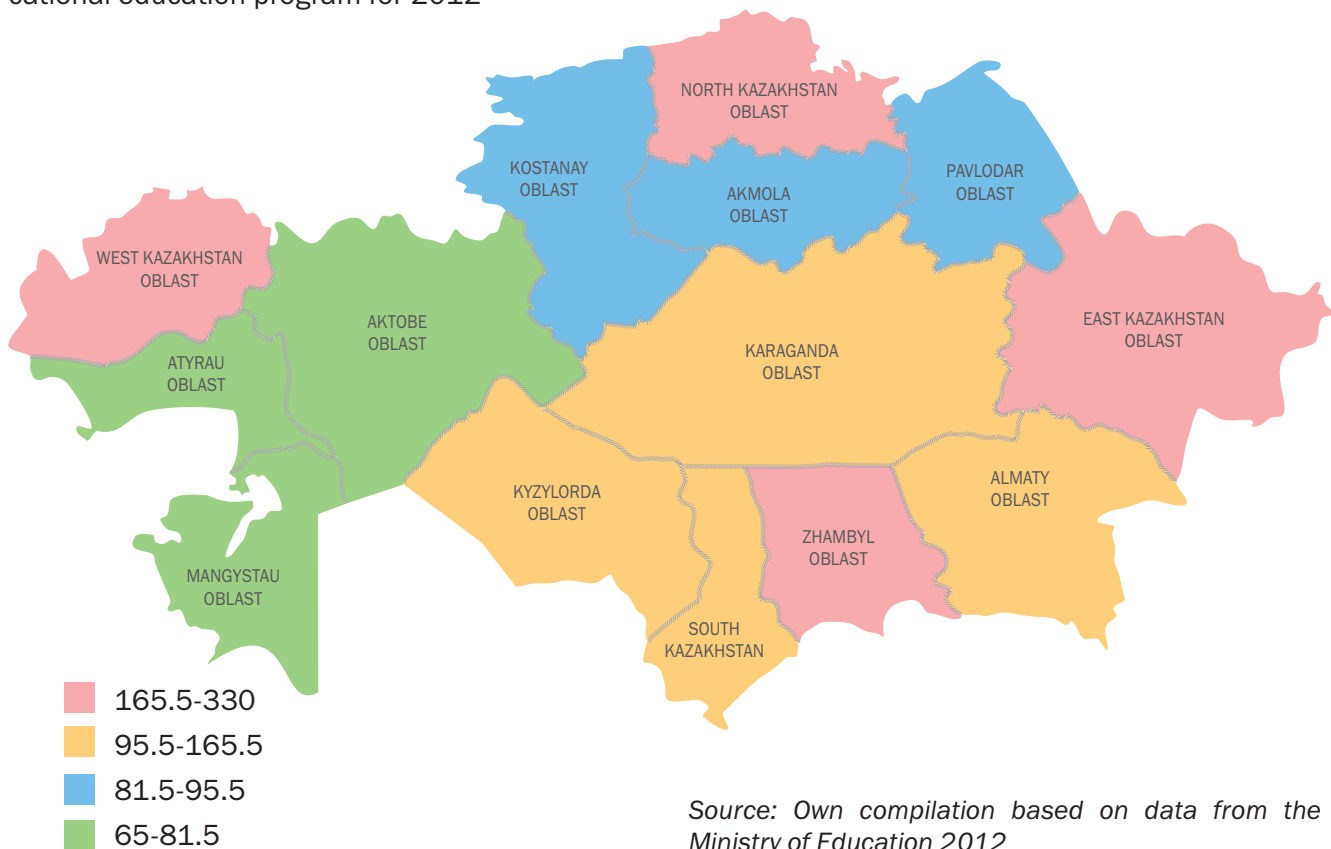 cational education program for 2012
NORTH KAZAKHSTAN
OBLAST
KOSTANAY
OBLAST
AKMOLA
OBLAST
PAVLODAR
OBLAST
WEST KAZAKHSTAN
OBLAST
AKTOBE
OBLAST
EAST KAZAKHSTAN
OBLAST
ATYRAU
OBLAST
KARAGANDA
OBLAST
KYZYLORDA
OBLAST
ALMATY
OBLAST
ZHAMBYL
OBLAST
MANGYSTAU
OBLAST
SOUTH
KAZAKHSTAN
165.5-330
95.5-165.5
81.5-95.5
65-81.5
Source: Own compilation based on data from the
Ministry of Education 2012